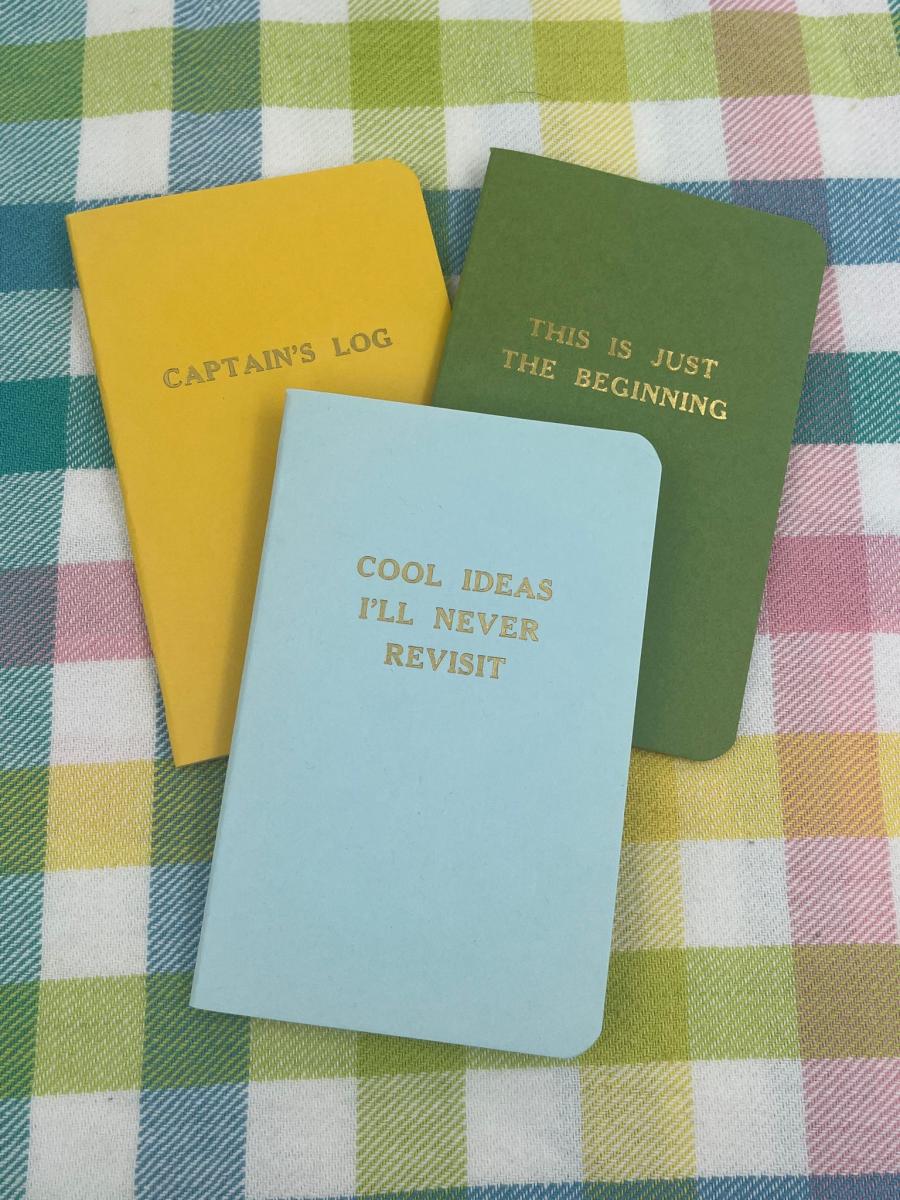 CAPTAIN'S LOG
THIS IS JUST
THE BEGINNING
COOL IDEAS
I'LL NEVER
REVISIT